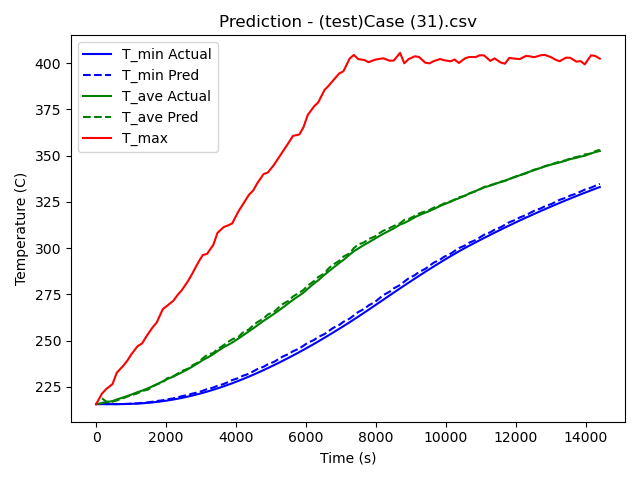 Prediction - (test)Case (31).csv
T_min Actual
T_min Pred
T_ave Actual
T_ave Pred
T_max
Temperature (C)
400
375
350
325
300
275
250
225
0 2000 4000 6000 8000 10000 12000 14000
Time (s)